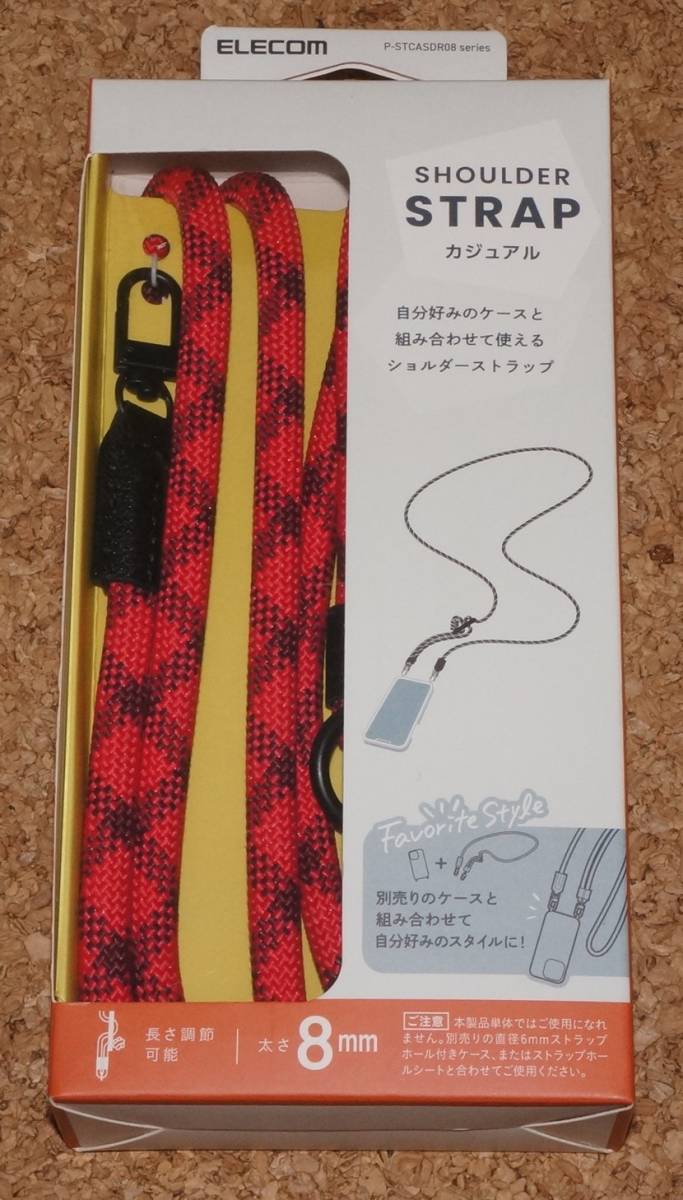 ELECOM
P-STCASDR08 series
SHOULDER
STRAP
カジュアル
自分好みのケースと
組み合わせて使える
ショルダーストラップ
Favorite Style
+
別売りのケースと
組み合わせて
自分好みのスタイルに!
長さ調節
可能
太さ 8mm
ご注意 本製品単体ではご使用になれ
ません。別売りの直径6mmストラップ
ホール付きケース、またはストラップホー
ルシートと合わせてご使用ください。